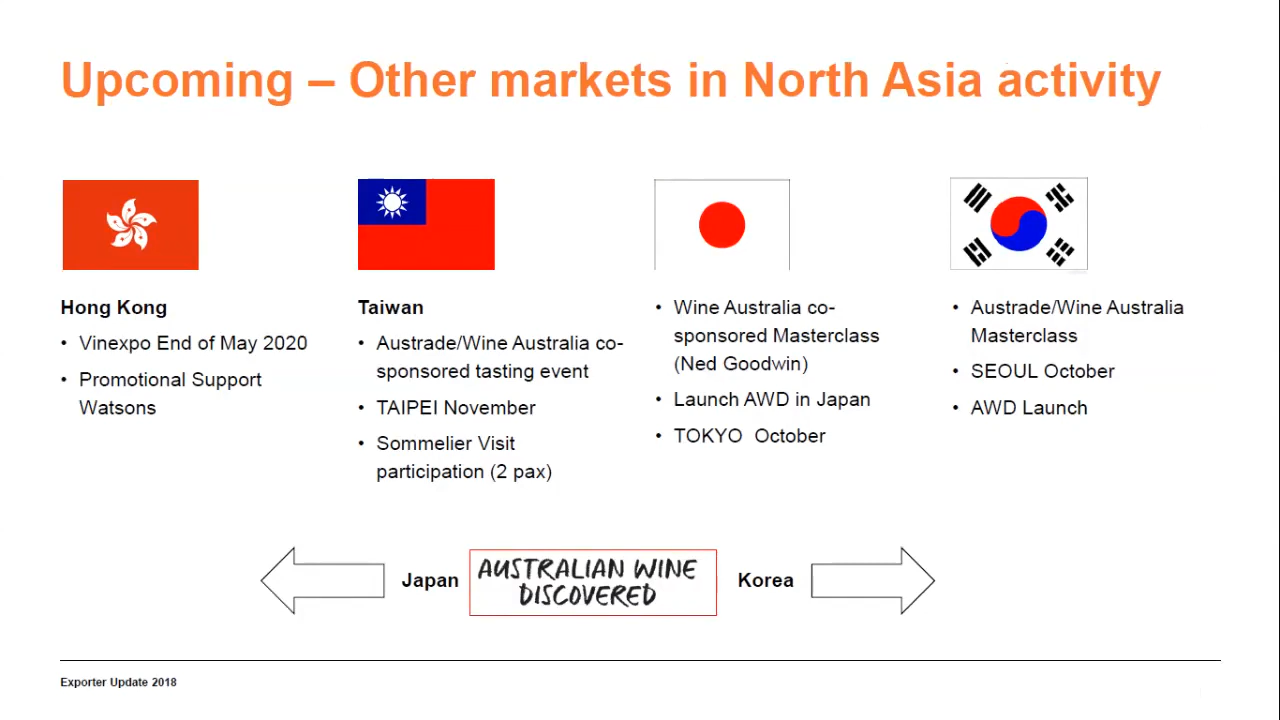 Upcoming – Other markets in North Asia activity
Hong Kong
• Vinexpo End of May 2020
• Promotional Support
Watsons
Taiwan
• Austrade/Wine Australia co-
sponsored tasting event
• TAIPEI November
• Sommelier Visit
participation (2 pax)
• Wine Australia co-
sponsored Masterclass
(Ned Goodwin)
• Launch AWD in Japan
• TOKYO  October
• Austrade/Wine Australia
Masterclass
• SEOUL October
• AWD Launch
Japan
AUSTRALIAN WINE
DISCOVERED
Korea
Exporter Update 2018